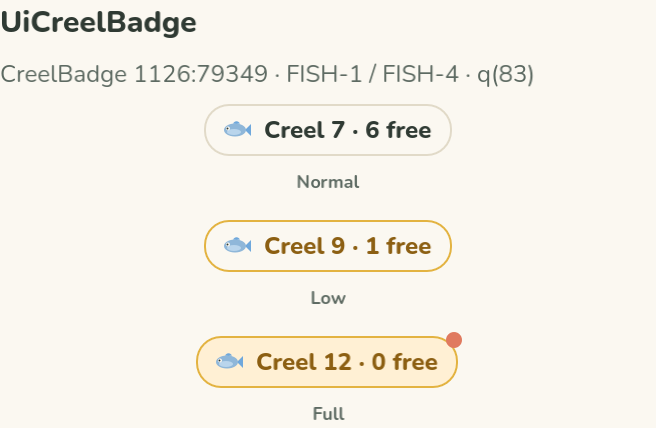 UiCreelBadge
CreelBadge 1126:79349 · FISH-1 / FISH-4 · q(83)
Creel 7 · 6 free
Normal
Creel 9 · 1 free
Low
Creel 12 · 0 free
Full